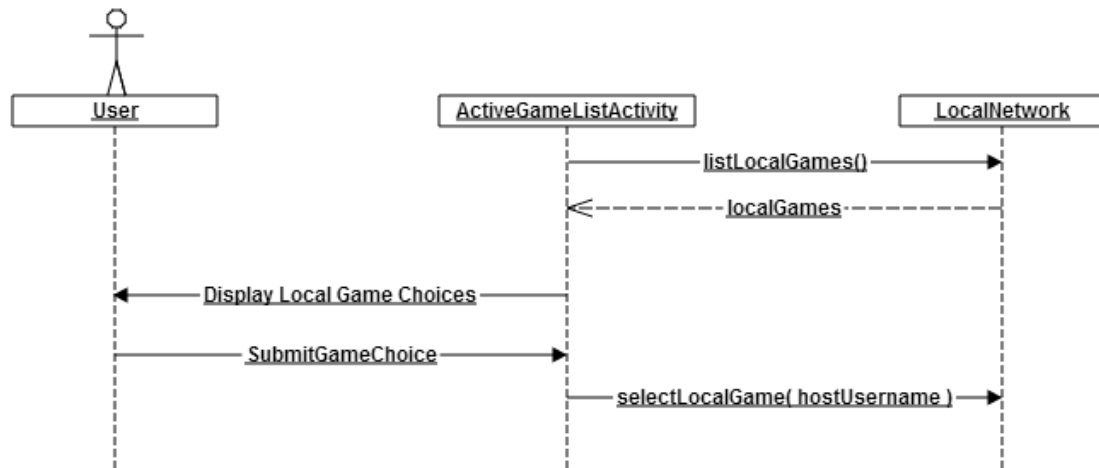 User
ActiveGameListActivity
LocalNetwork
listLocalGames()
localGames
Display Local Game Choices
SubmitGameChoice
selectLocalGame( hostUsername )